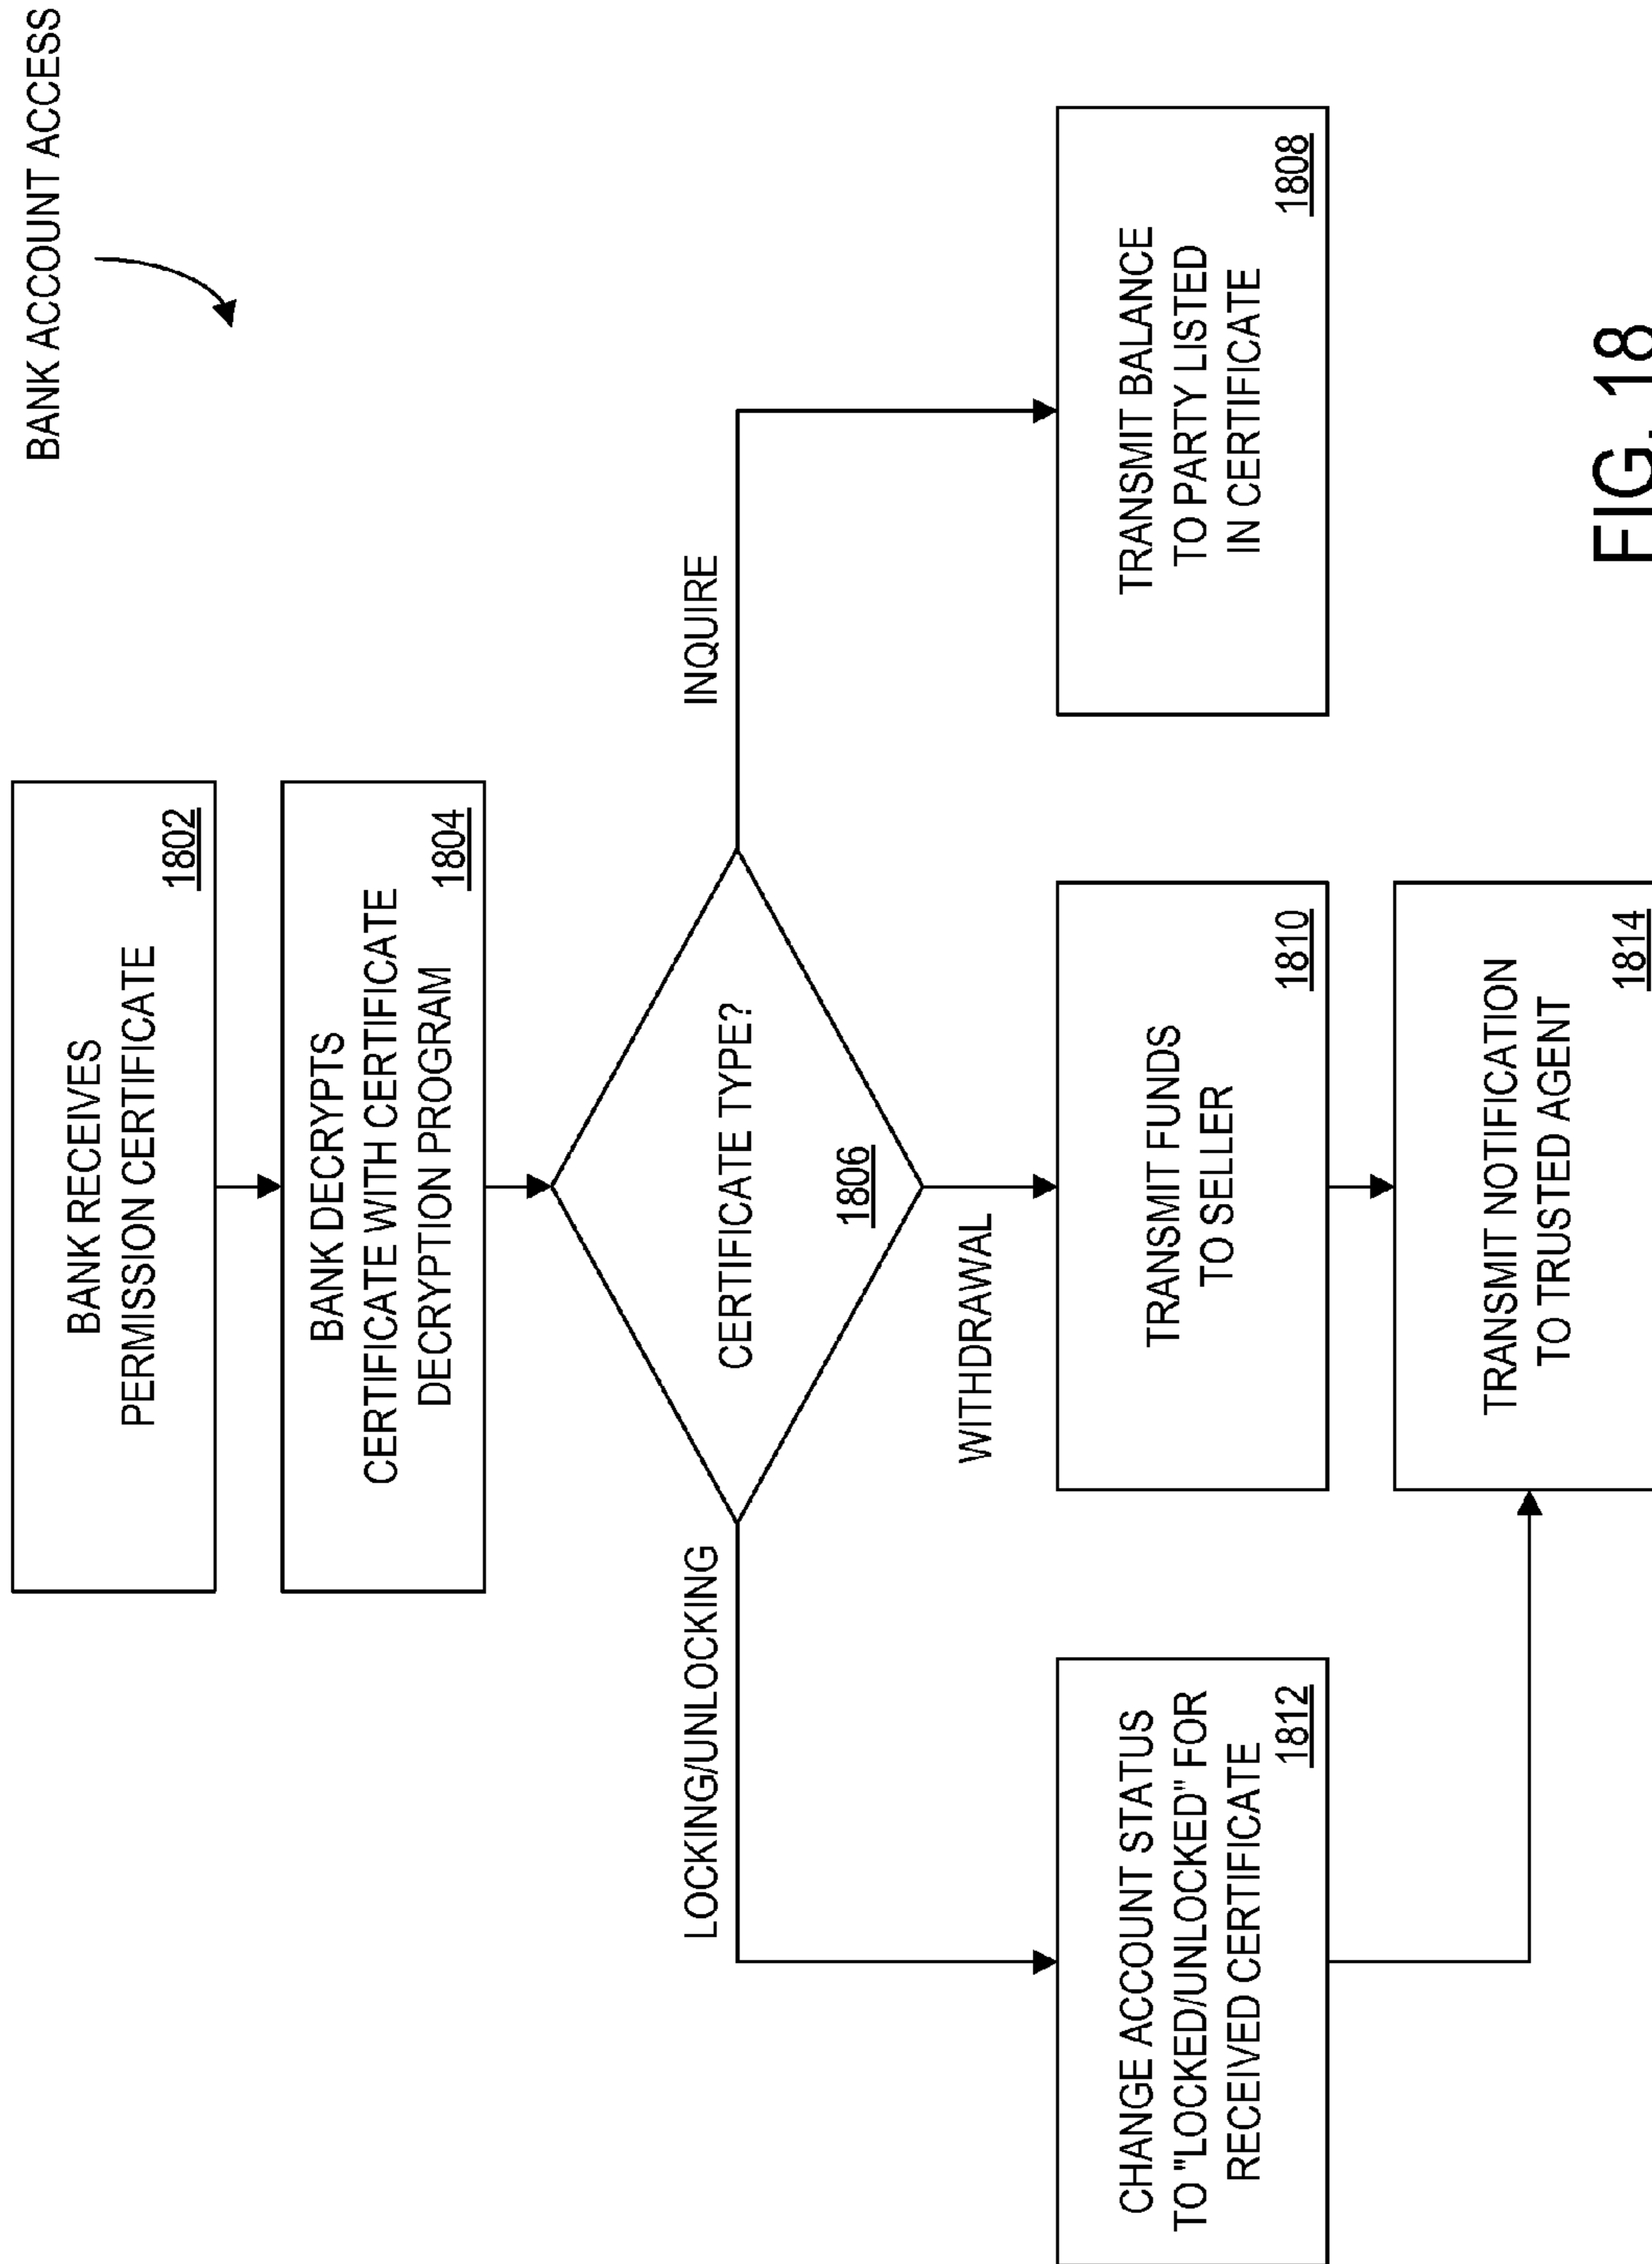 BANK ACCOUNT ACCESS
BANK RECEIVES
PERMISSION CERTIFICATE
1802
BANK DECRYPTS
CERTIFICATE WITH CERTIFICATE
DECRYPTION PROGRAM
1804
CERTIFICATE TYPE?
1806
LOCKING/UNLOCKING
INQUIRE
WITHDRAWAL
CHANGE ACCOUNT STATUS
TO "LOCKED/UNLOCKED" FOR
RECEIVED CERTIFICATE
1812
TRANSMIT FUNDS
TO SELLER
1810
TRANSMIT BALANCE
TO PARTY LISTED
IN CERTIFICATE
1808
TRANSMIT NOTIFICATION
TO TRUSTED AGENT
1814
FIG. 18